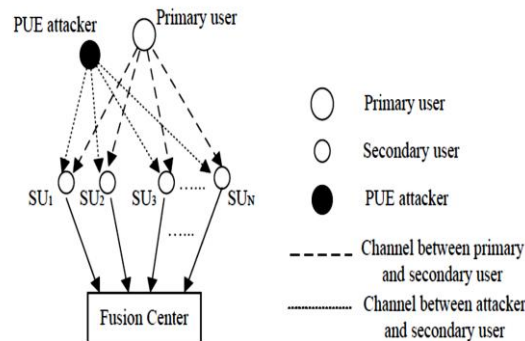 PUE attacker
Primary user
SU1 SU2 SU3 ...... SUN
......
Fusion Center
Primary user
Secondary user
PUE attacker
Channel between primary
and secondary user
Channel between attacker
and secondary user